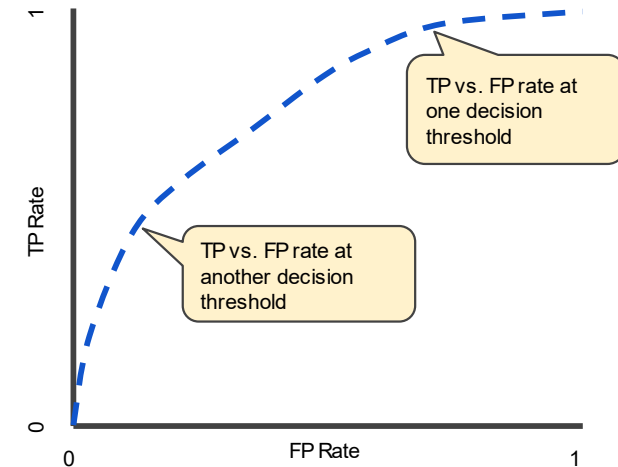 1
TP vs. FP rate at
one decision
threshold
TP Rate
TP vs. FP rate at
another decision
threshold
0
0
FP Rate
1